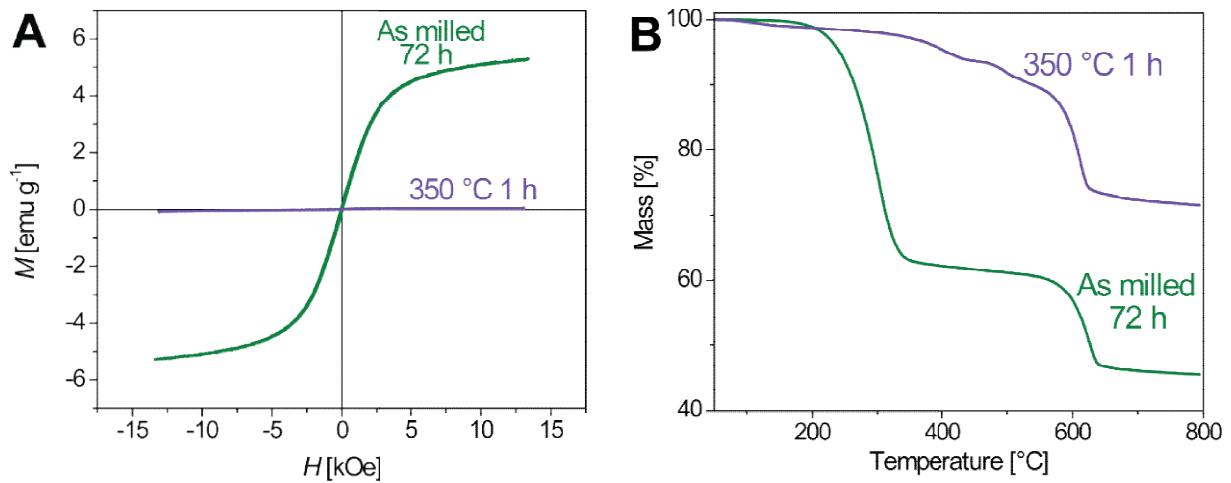 A
6
4
2
0
-2
-4
-6
M [emu g⁻¹]
As milled
72 h
350 °C 1 h
-15
-10
-5
0
5
10
15
H [kOe]
B
100
80
60
40
Mass [%]
350 °C 1 h
As milled
72 h
200
400
600
800
Temperature [°C]